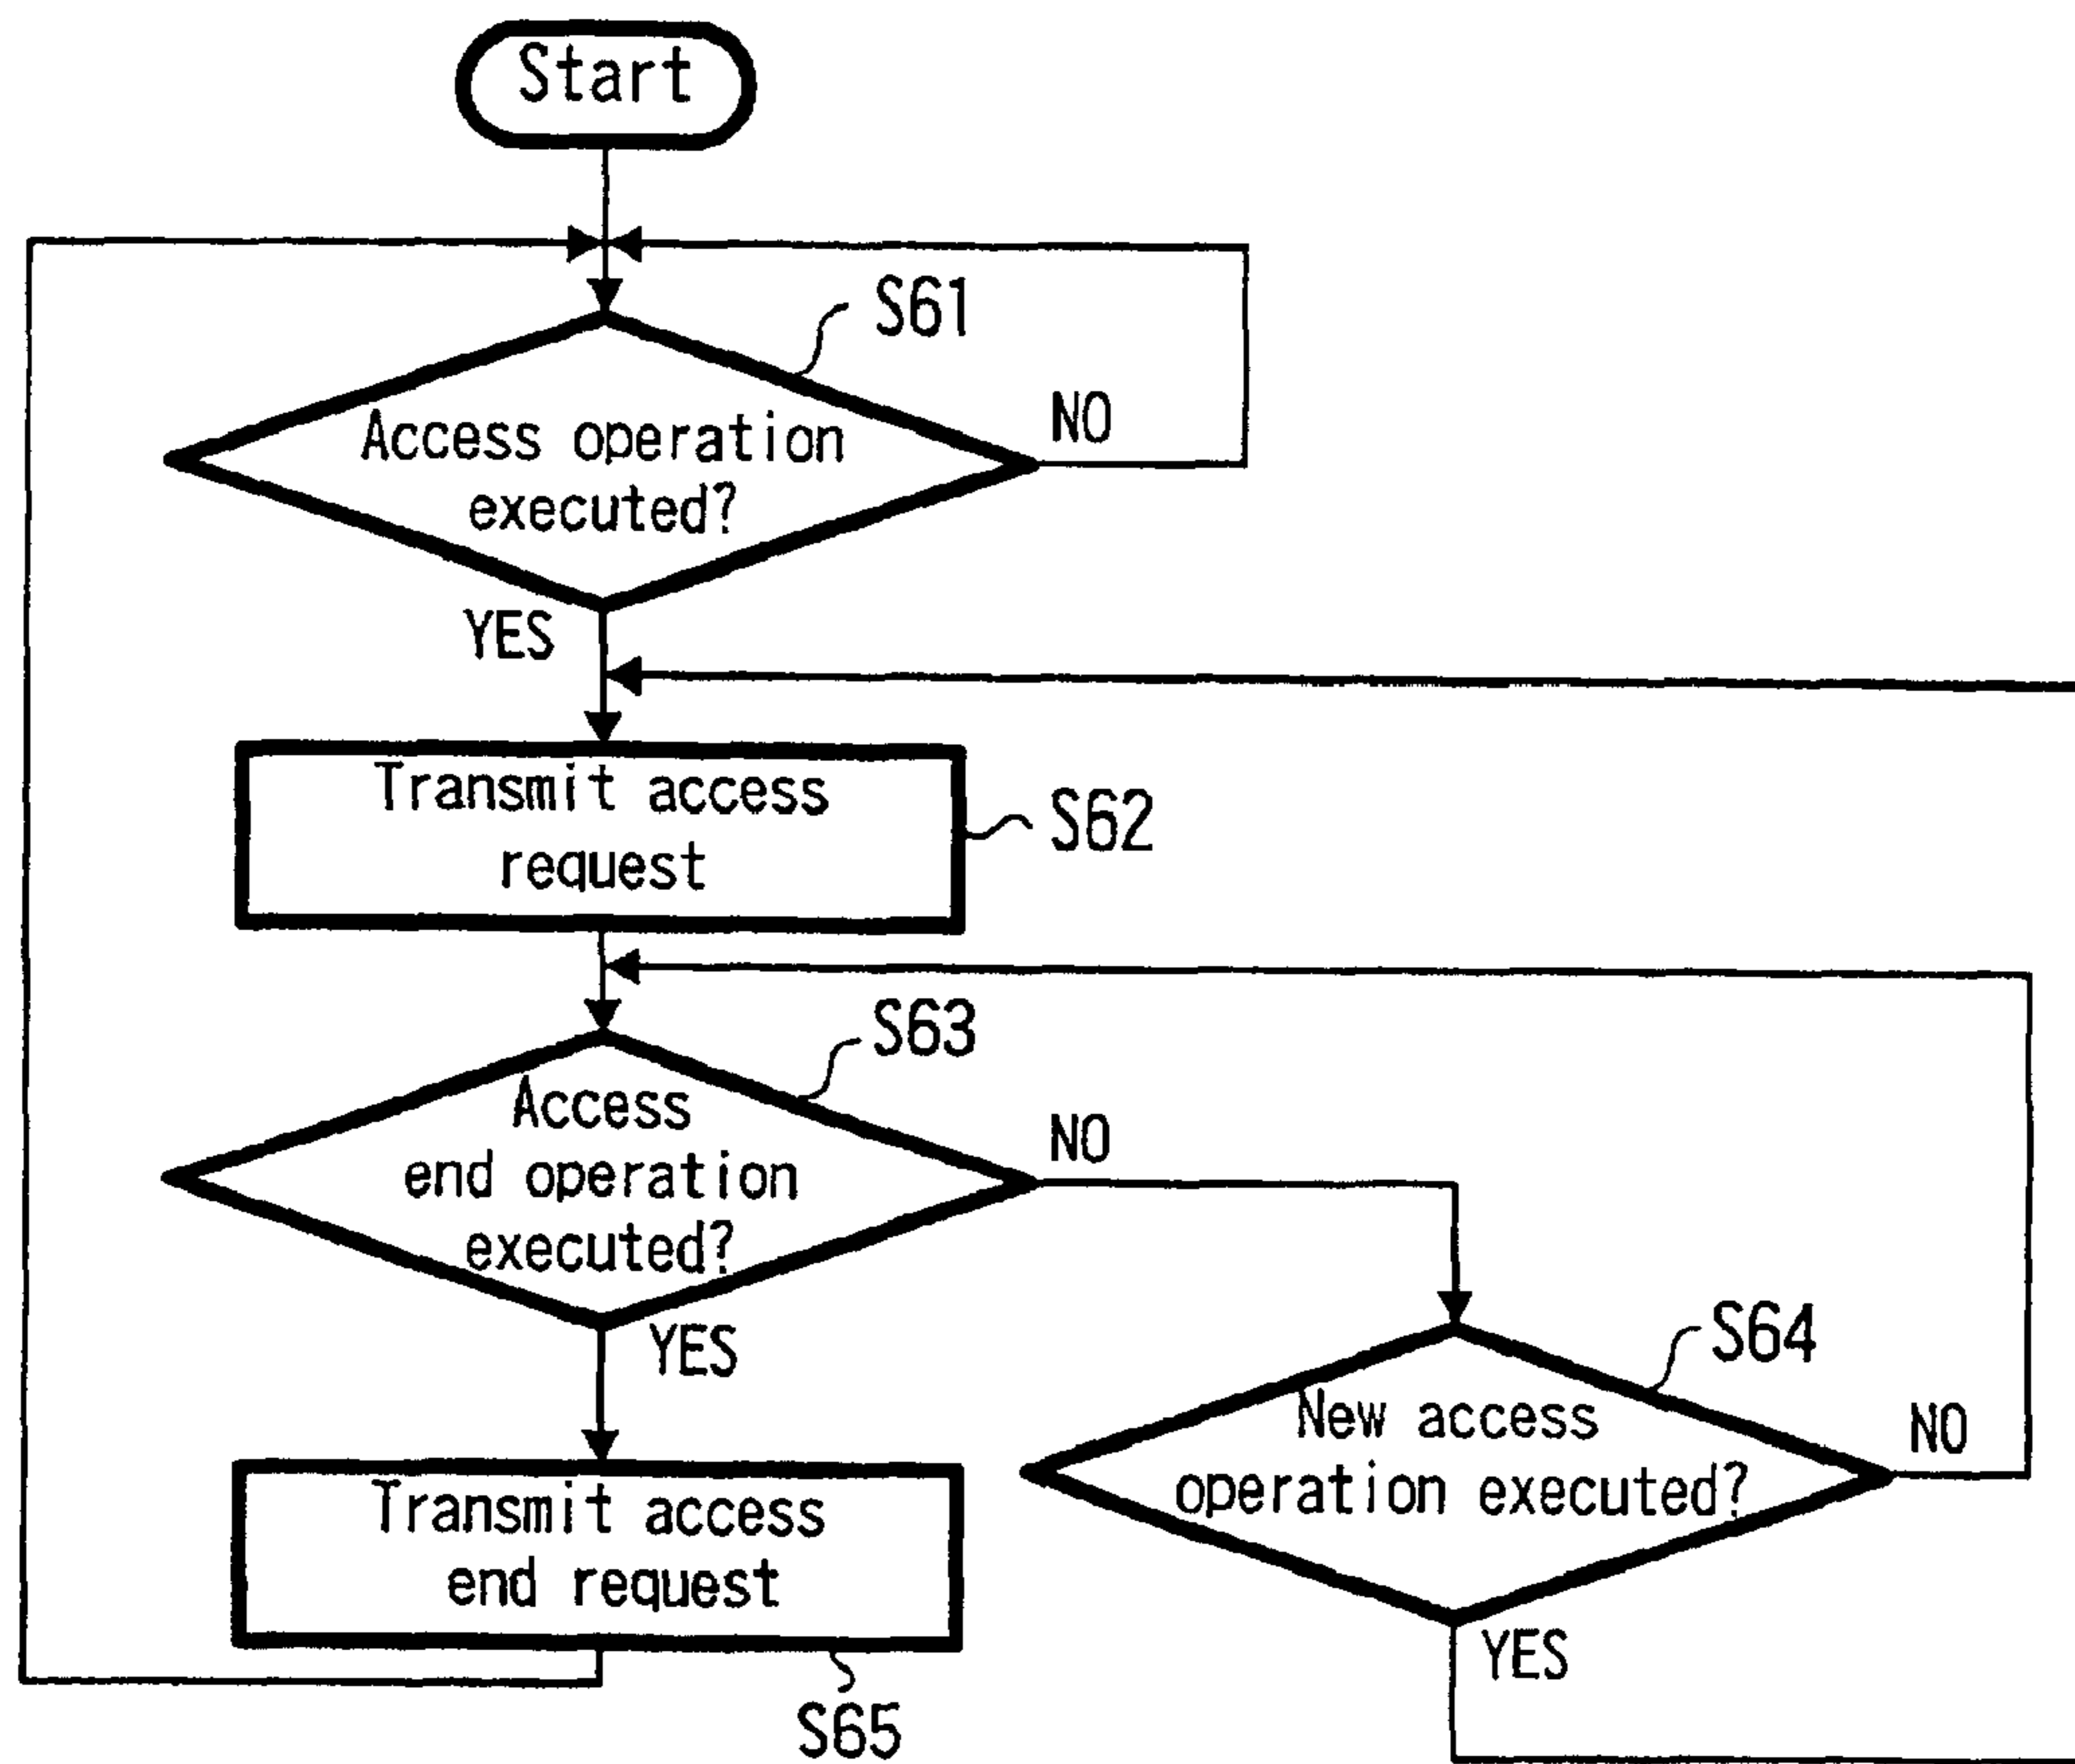 Start
S61
Access operation
executed?
NO
YES
Transmit access
request
S62
S63
Access
end operation
executed?
NO
YES
S64
New access
operation executed?
NO
YES
Transmit access
end request
S65